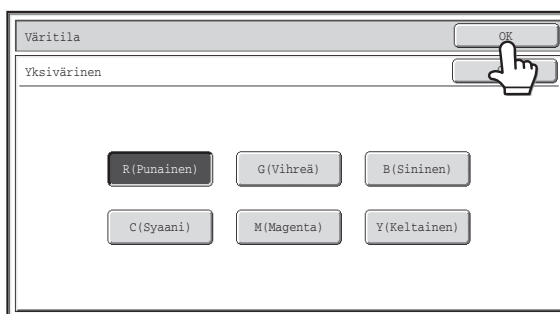 Väritila OK
Yksivärinen
R(Punainen) G(Vihreä) B(Sininen)
C(Syaani) M(Magenta) Y(Keltainen)